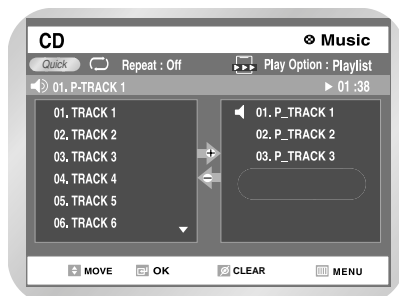 CD Music
Quick Repeat : Off Play Option : Playlist
01. P-TRACK 1 01 :38
01. TRACK 1
02. TRACK 2
03. TRACK 3
04. TRACK 4
05. TRACK 5
06. TRACK 6
01. P_TRACK 1
02. P_TRACK 2
03. P_TRACK 3
MOVE OK CLEAR MENU